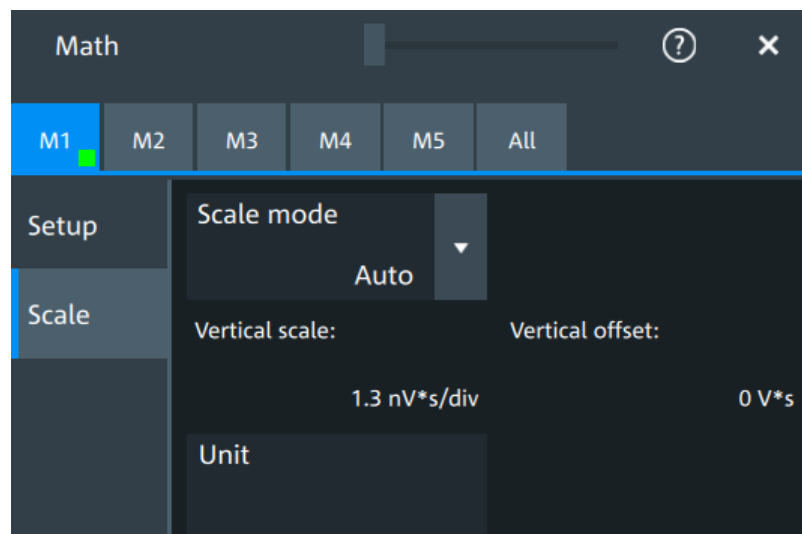 Math
?
×
M1 M2 M3 M4 M5 All
Setup
Scale
Scale mode
Auto
Vertical scale:
Vertical offset:
1.3 nV*s/div
0 V*s
Unit